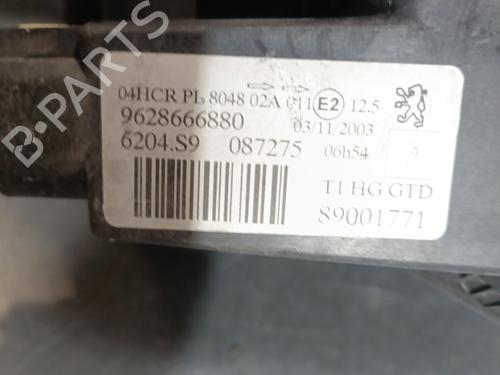 04HCR PL 8048 02A 011 E2 12.5
9628666880 03/11/2003
6204.S9 087275 06h54
A
T1 HG GTD
89001771
B-PARTS